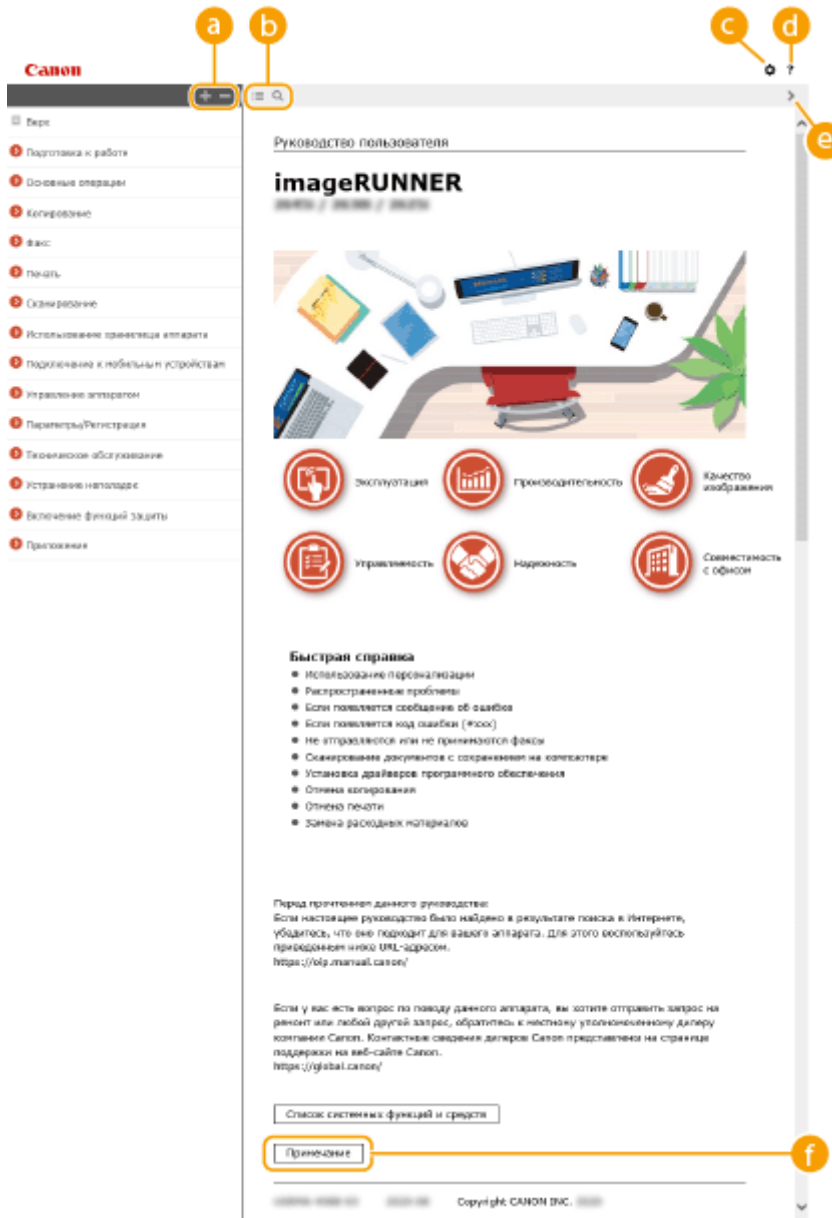 a
b
c
d
Canon
?
e
Верх
Подготовка к работе
Основные операции
Копирование
Факс
Печать
Сканирование
Использование хранилища аппарата
Подключение к мобильным устройствам
Управление аппаратом
Параметры/Регистрация
Техническое обслуживание
Устранение неполадок
Включение функций защиты
Приложение
Руководство пользователя
imageRUNNER
Эксплуатация
Производительность
Качество
изображения
Управляемость
Надежность
Совместимость
с офисом
Быстрая справка
Использование персонализации
Распространенные проблемы
Если появляется сообщение об ошибке
Если появляется код ошибки (#xxx)
Не отправляются или не принимаются факсы
Сканирование документов с сохранением на компьютере
Установка драйверов программного обеспечения
Отмена копирования
Отмена печати
Замена расходных материалов
Перед прочтением данного руководства:
Если настоящее руководство было найдено в результате поиска в Интернете,
убедитесь, что оно подходит для вашего аппарата. Для этого воспользуйтесь
приведенным ниже URL-адресом.
https://oip.manual.canon/
Если у вас есть вопрос по поводу данного аппарата, вы хотите отправить запрос на
ремонт или любой другой запрос, обратитесь к местному уполномоченному дилеру
компании Canon. Контактные сведения дилеров Canon представлены на странице
поддержки на веб-сайте Canon.
https://global.canon/
Список системных функций и средств
Примечание
f
Copyright CANON INC.